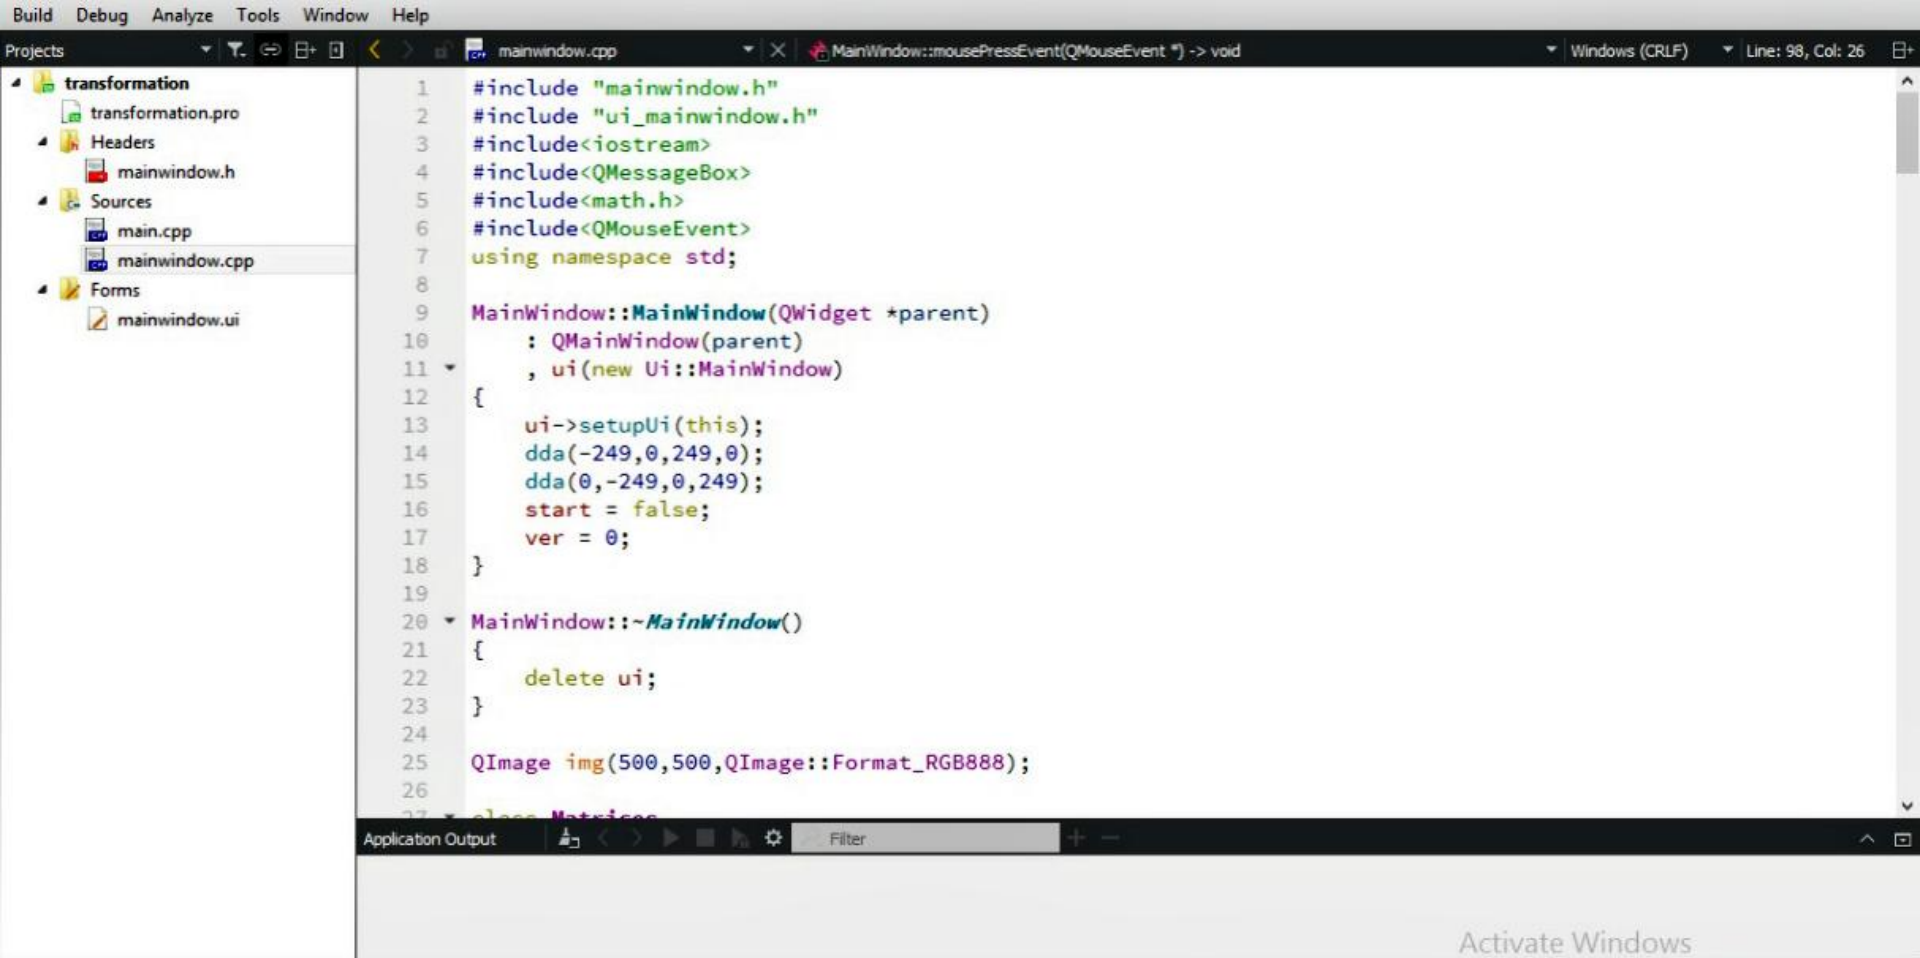 Build Debug Analyze Tools Window Help
Projects
mainwindow.cpp
MainWindow::mousePressEvent(QMouseEvent *) -> void
Windows (CRLF)
Line: 98, Col: 26
transformation
transformation.pro
Headers
mainwindow.h
Sources
main.cpp
mainwindow.cpp
Forms
mainwindow.ui
1 #include "mainwindow.h"
2 #include "ui_mainwindow.h"
3 #include<iostream>
4 #include<QMessageBox>
5 #include<math.h>
6 #include<QMouseEvent>
7 using namespace std;
8
9 MainWindow::MainWindow(QWidget *parent)
10 : QMainWindow(parent)
11 , ui(new Ui::MainWindow)
12 {
13 ui->setupUi(this);
14 dda(-249,0,249,0);
15 dda(0,-249,0,249);
16 start = false;
17 ver = 0;
18 }
19
20 MainWindow::~MainWindow()
21 {
22 delete ui;
23 }
24
25 QImage img(500,500,QImage::Format_RGB888);
26
27 class Matrices
Application Output
Filter
Activate Windows